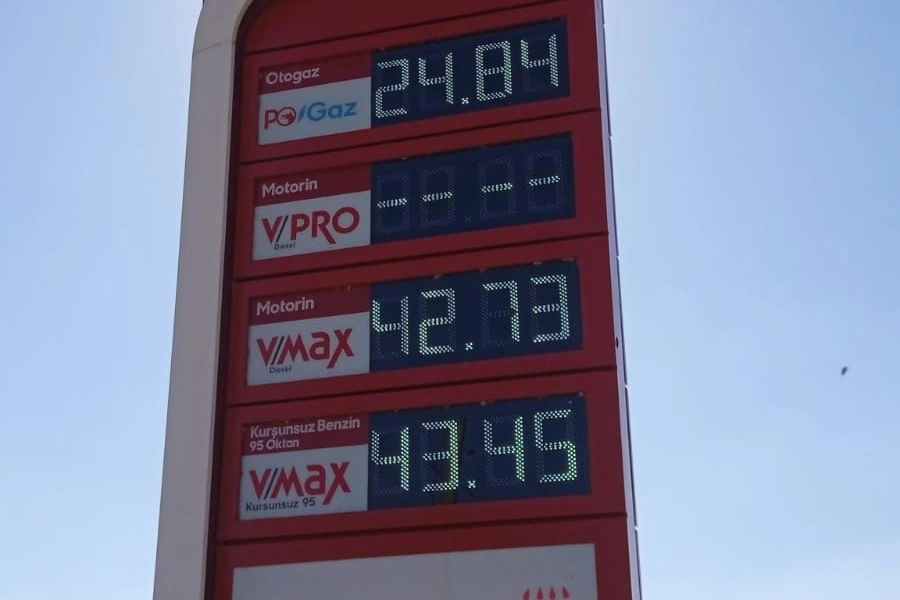 Otogaz
24.84
PO/Gaz
Motorin
- - - -
V/PRO
Diesel
Motorin
42.73
V/Max
Diesel
Kurşunsuz Benzin
95 Oktan
43.45
V/Max
Kurşunsuz 95